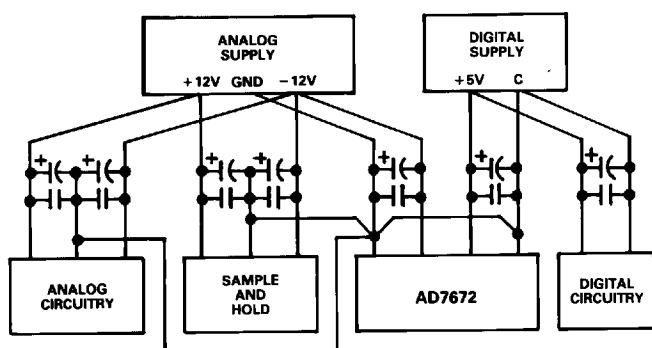 ANALOG
SUPPLY
+12V GND −12V
DIGITAL
SUPPLY
+5V C
+ + + + + + +
ANALOG
CIRCUITRY
SAMPLE
AND
HOLD
AD7672
DIGITAL
CIRCUITRY